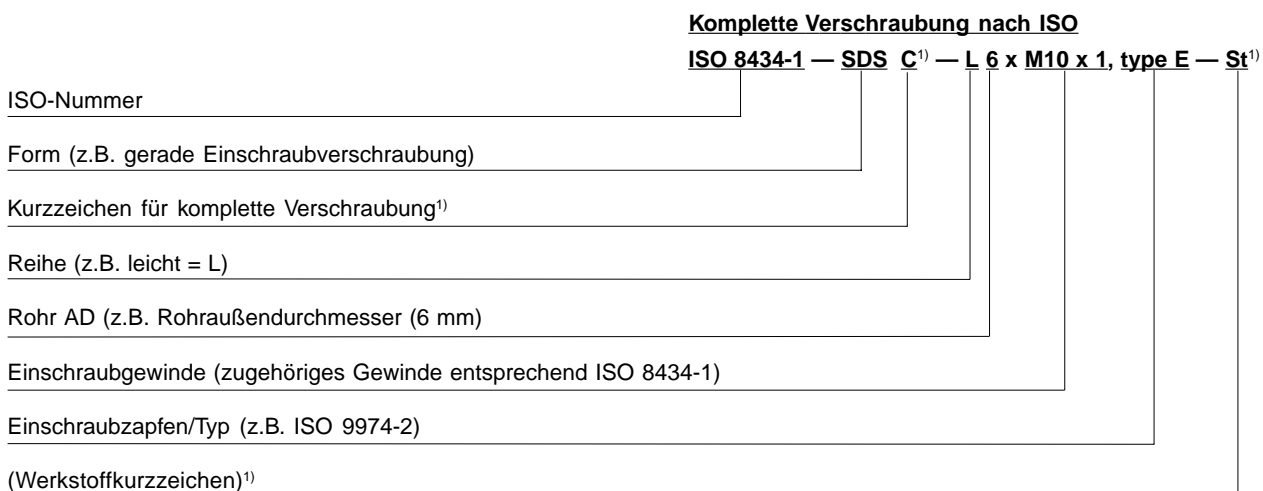 Komplette Verschraubung nach ISO
ISO 8434-1 — SDS C1) — L 6 x M10 x 1, type E — St1)
ISO-Nummer
Form (z.B. gerade Einschraubverschraubung)
Kurzzeichen für komplette Verschraubung1)
Reihe (z.B. leicht = L)
Rohr AD (z.B. Rohraußendurchmesser (6 mm)
Einschraubgewinde (zugehöriges Gewinde entsprechend ISO 8434-1)
Einschraubzapfen/Typ (z.B. ISO 9974-2)
(Werkstoffkurzzeichen)1)